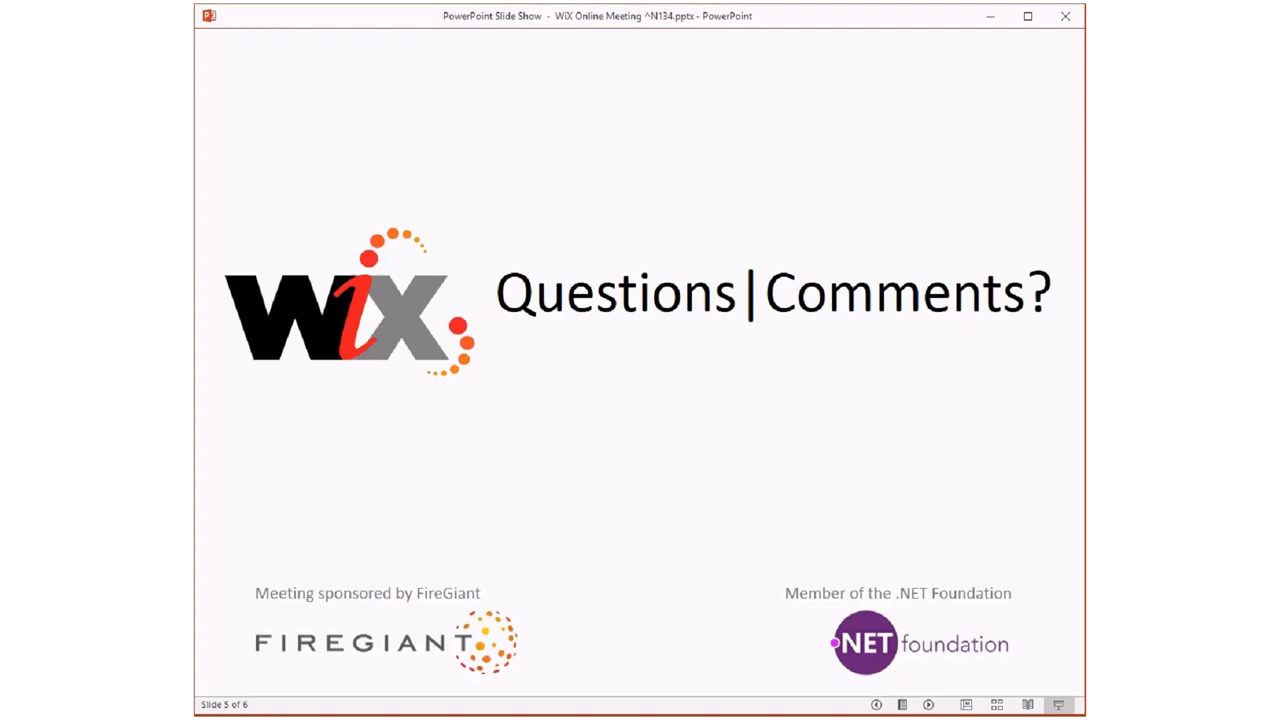 PowerPoint Slide Show - WiX Online Meeting ^N134.pptx - PowerPoint
WiX
Questions|Comments?
Meeting sponsored by FireGiant
Member of the .NET Foundation
FIREGIANT
.NET foundation
Slide 5 of 6